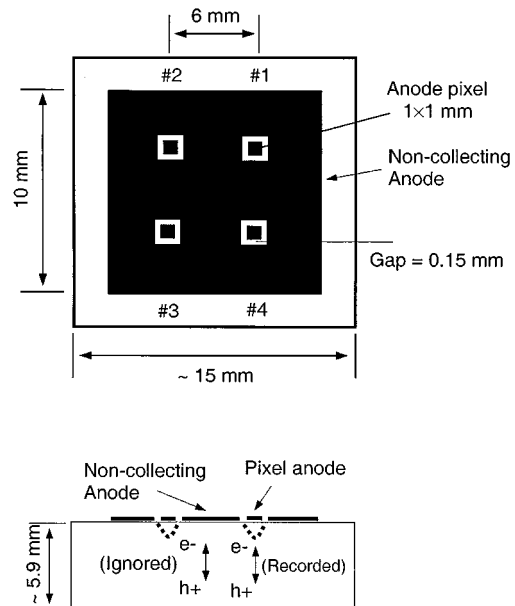 6 mm
#2
#1
Anode pixel
1×1 mm
Non-collecting
Anode
10 mm
Gap = 0.15 mm
#3
#4
~ 15 mm
Non-collecting
Anode
Pixel anode
~ 5.9 mm
(Ignored)
e-
h+
e-
h+
(Recorded)